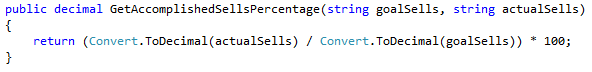 public decimal GetAccomplishedSellsPercentage(string goalSells, string actualSells)
{
    return (Convert.ToDecimal(actualSells) / Convert.ToDecimal(goalSells)) * 100;
}